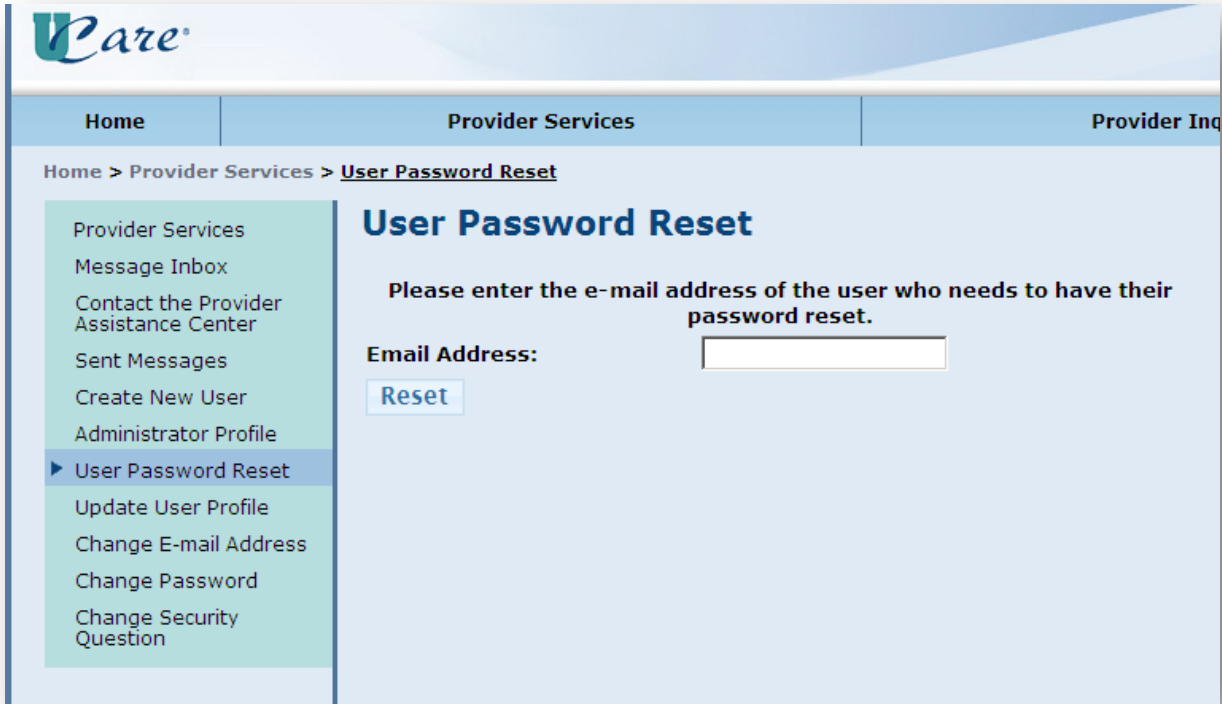 UCare®
Home Provider Services Provider Inq
Home > Provider Services > User Password Reset
Provider Services
Message Inbox
Contact the Provider
Assistance Center
Sent Messages
Create New User
Administrator Profile
User Password Reset
Update User Profile
Change E-mail Address
Change Password
Change Security
Question
User Password Reset
Please enter the e-mail address of the user who needs to have their
password reset.
Email Address:
Reset